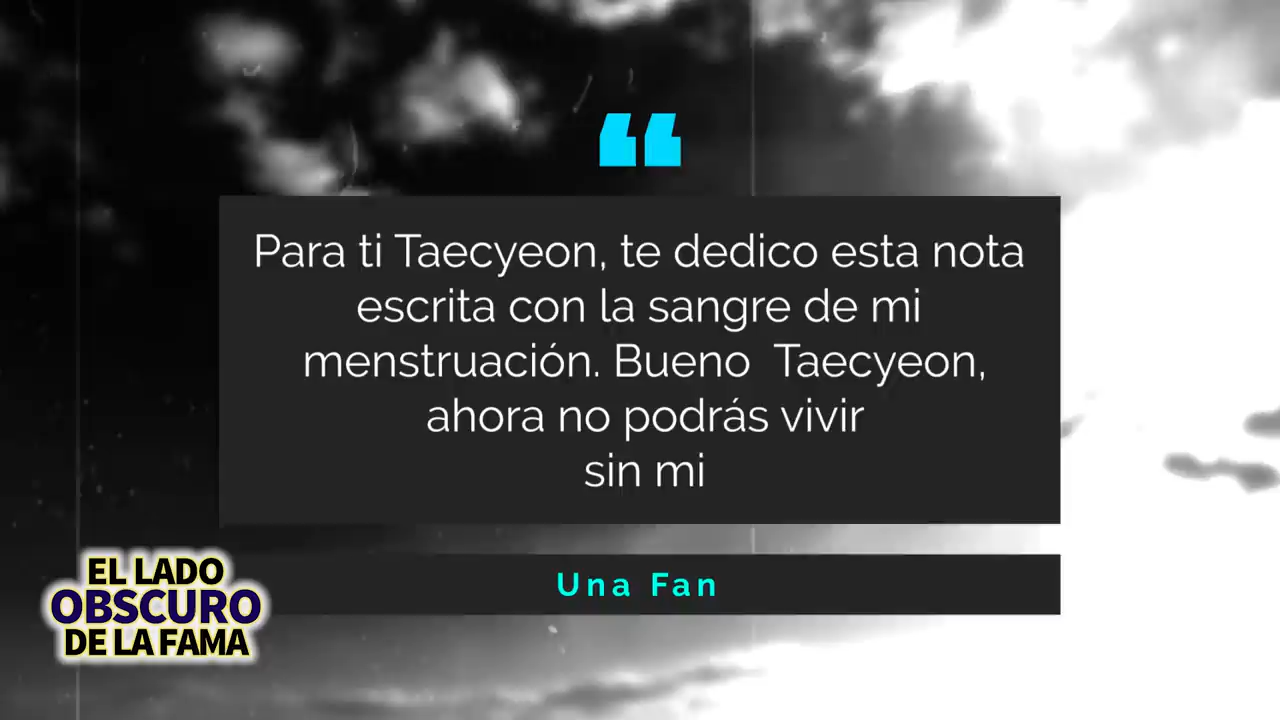 “
Para ti Taecyeon, te dedico esta nota
escrita con la sangre de mi
menstruación. Bueno  Taecyeon,
ahora no podrás vivir
sin mi
Una Fan
EL LADO
OBSCURO
DE LA FAMA